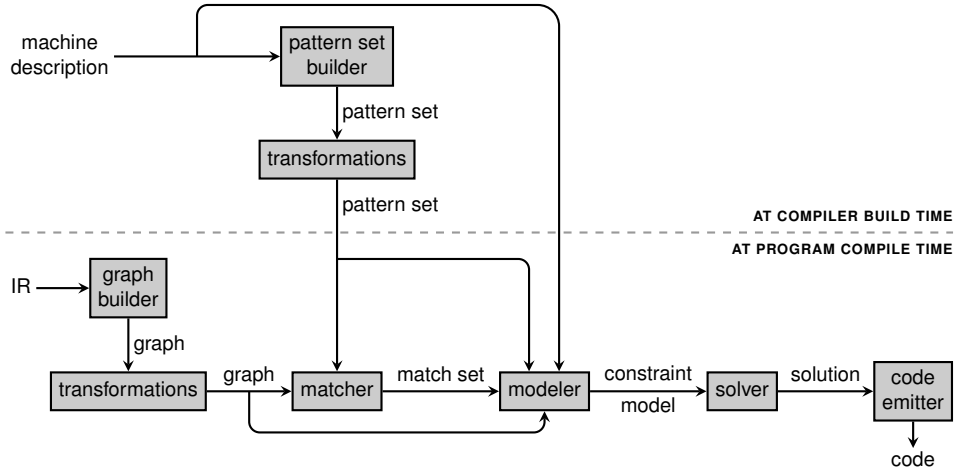 machine
description
pattern set
builder
pattern set
transformations
pattern set
AT COMPILER BUILD TIME
AT PROGRAM COMPILE TIME
IR
graph
builder
graph
transformations
graph
matcher
match set
modeler
constraint
model
solver
solution
code
emitter
code